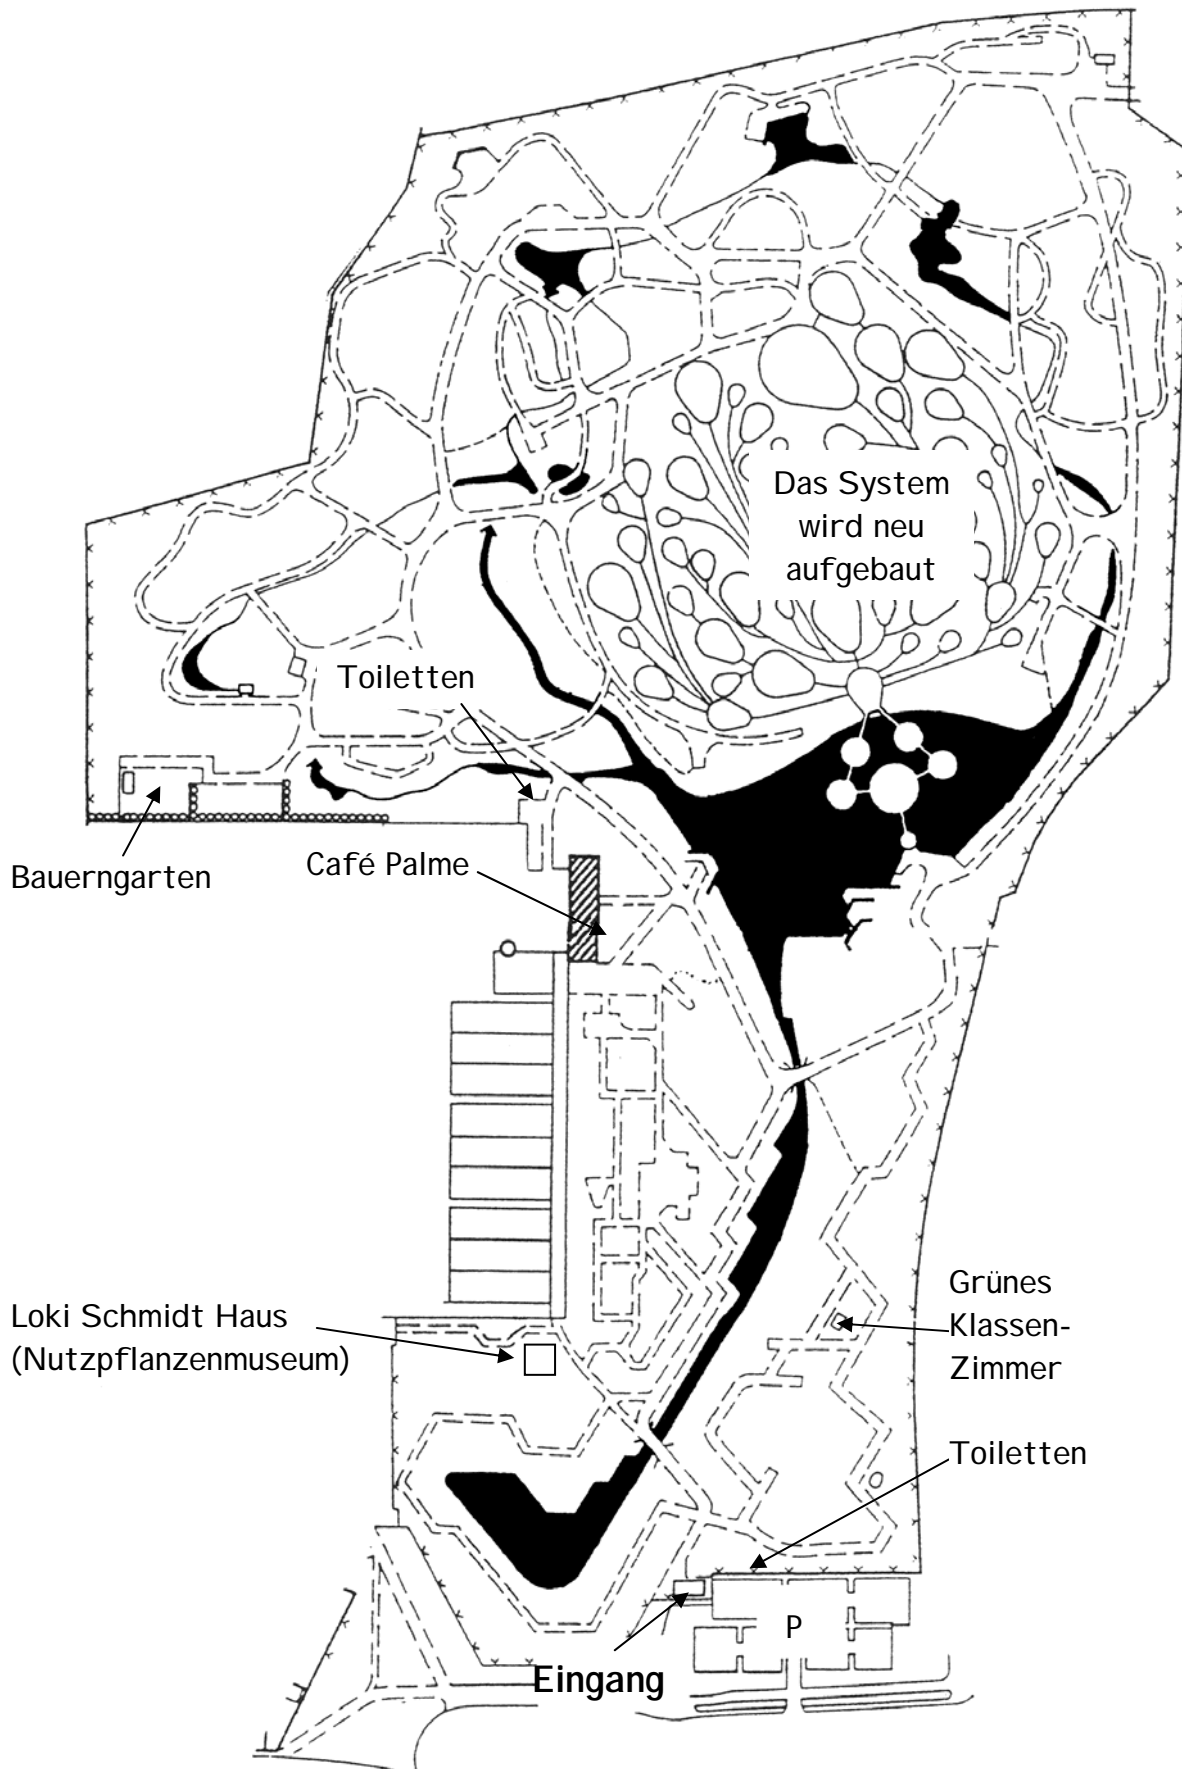 Das System
wird neu
aufgebaut
Toiletten
Bauerngarten
Café Palme
Grünes
Klassen-
Zimmer
Loki Schmidt Haus
(Nutzpflanzenmuseum)
Toiletten
P
Eingang